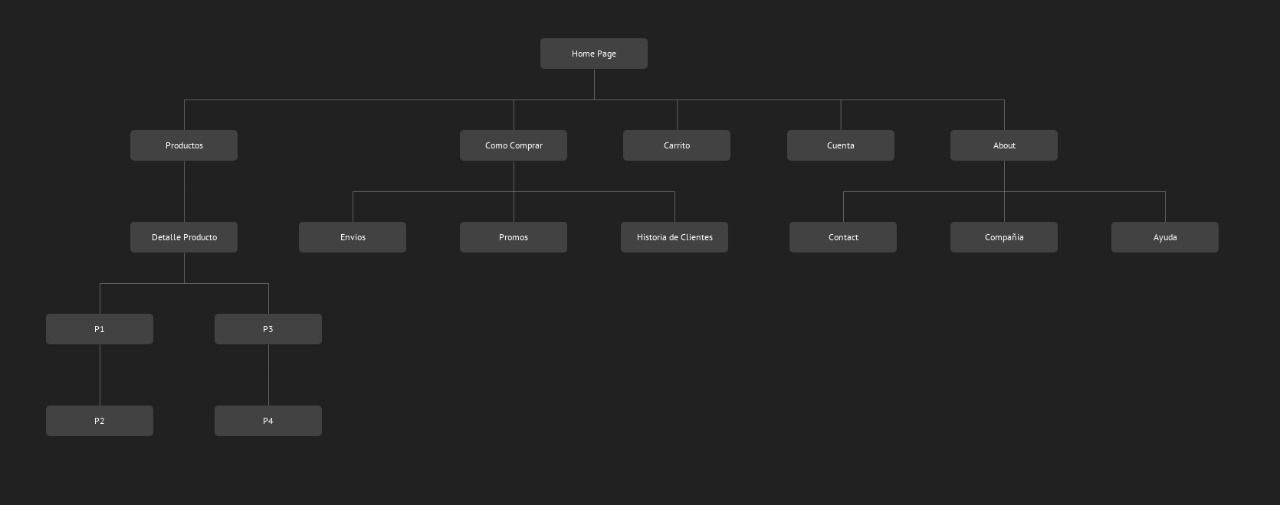 Home Page
Productos
Como Comprar
Carrito
Cuenta
About
Detalle Producto
Envios
Promos
Historia de Clientes
Contact
Compañia
Ayuda
P1
P3
P2
P4